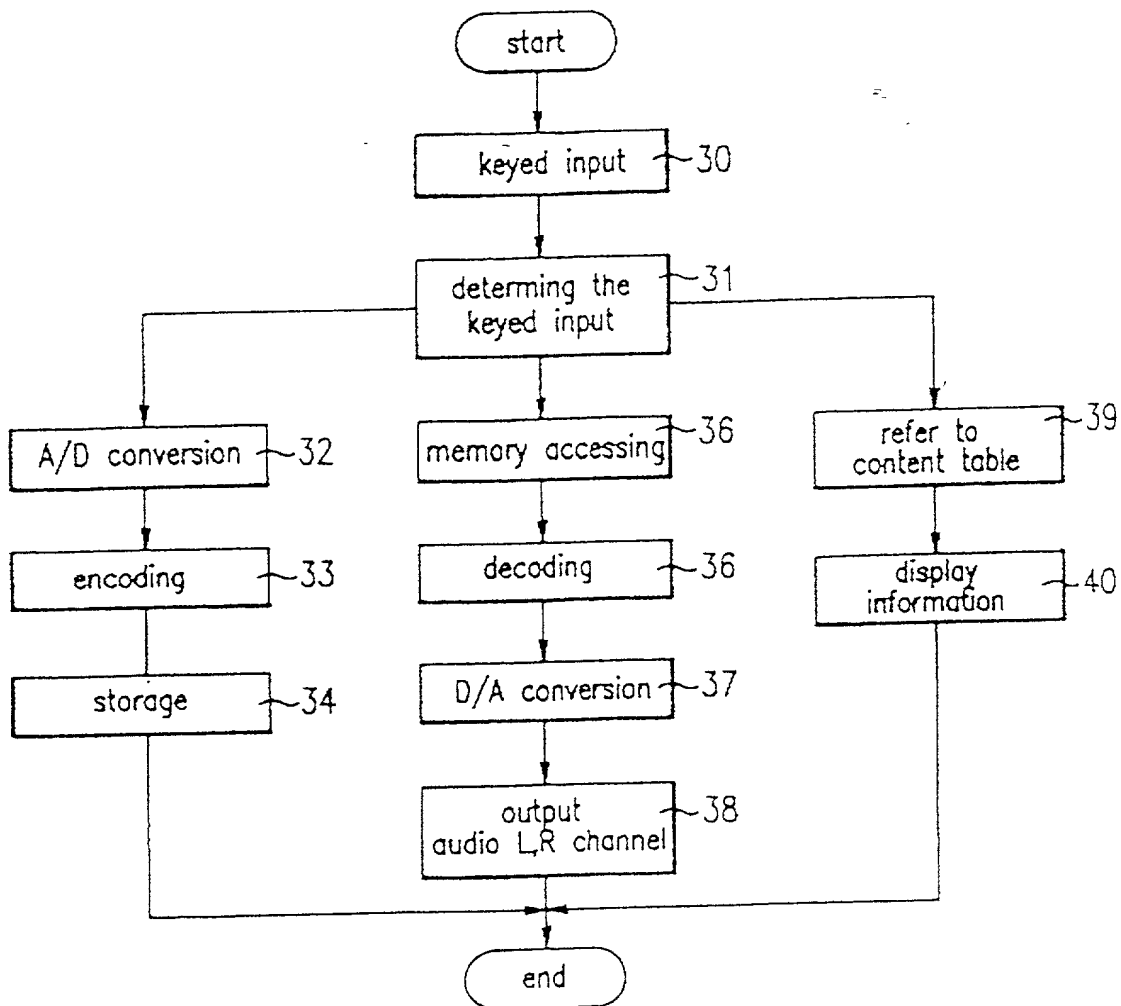 start
keyed input
30
determing the
keyed input
31
A/D conversion
32
encoding
33
storage
34
memory accessing
36
decoding
36
D/A conversion
37
output
audio L,R channel
38
refer to
content table
39
display
information
40
end